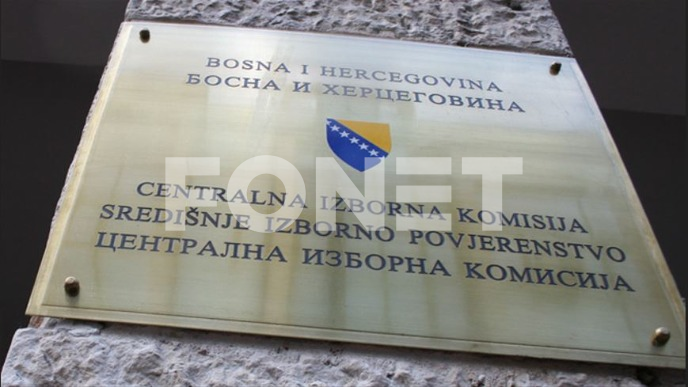 BOSNA I HERCEGOVINA
БОСНА И ХЕРЦЕГОВИНА
FONET
CENTRALNA IZBORNA KOMISIJA
SREDIŠNJE IZBORNO POVJERENSTVO
ЦЕНТРАЛНА ИЗБОРНА КОМИСИЈА